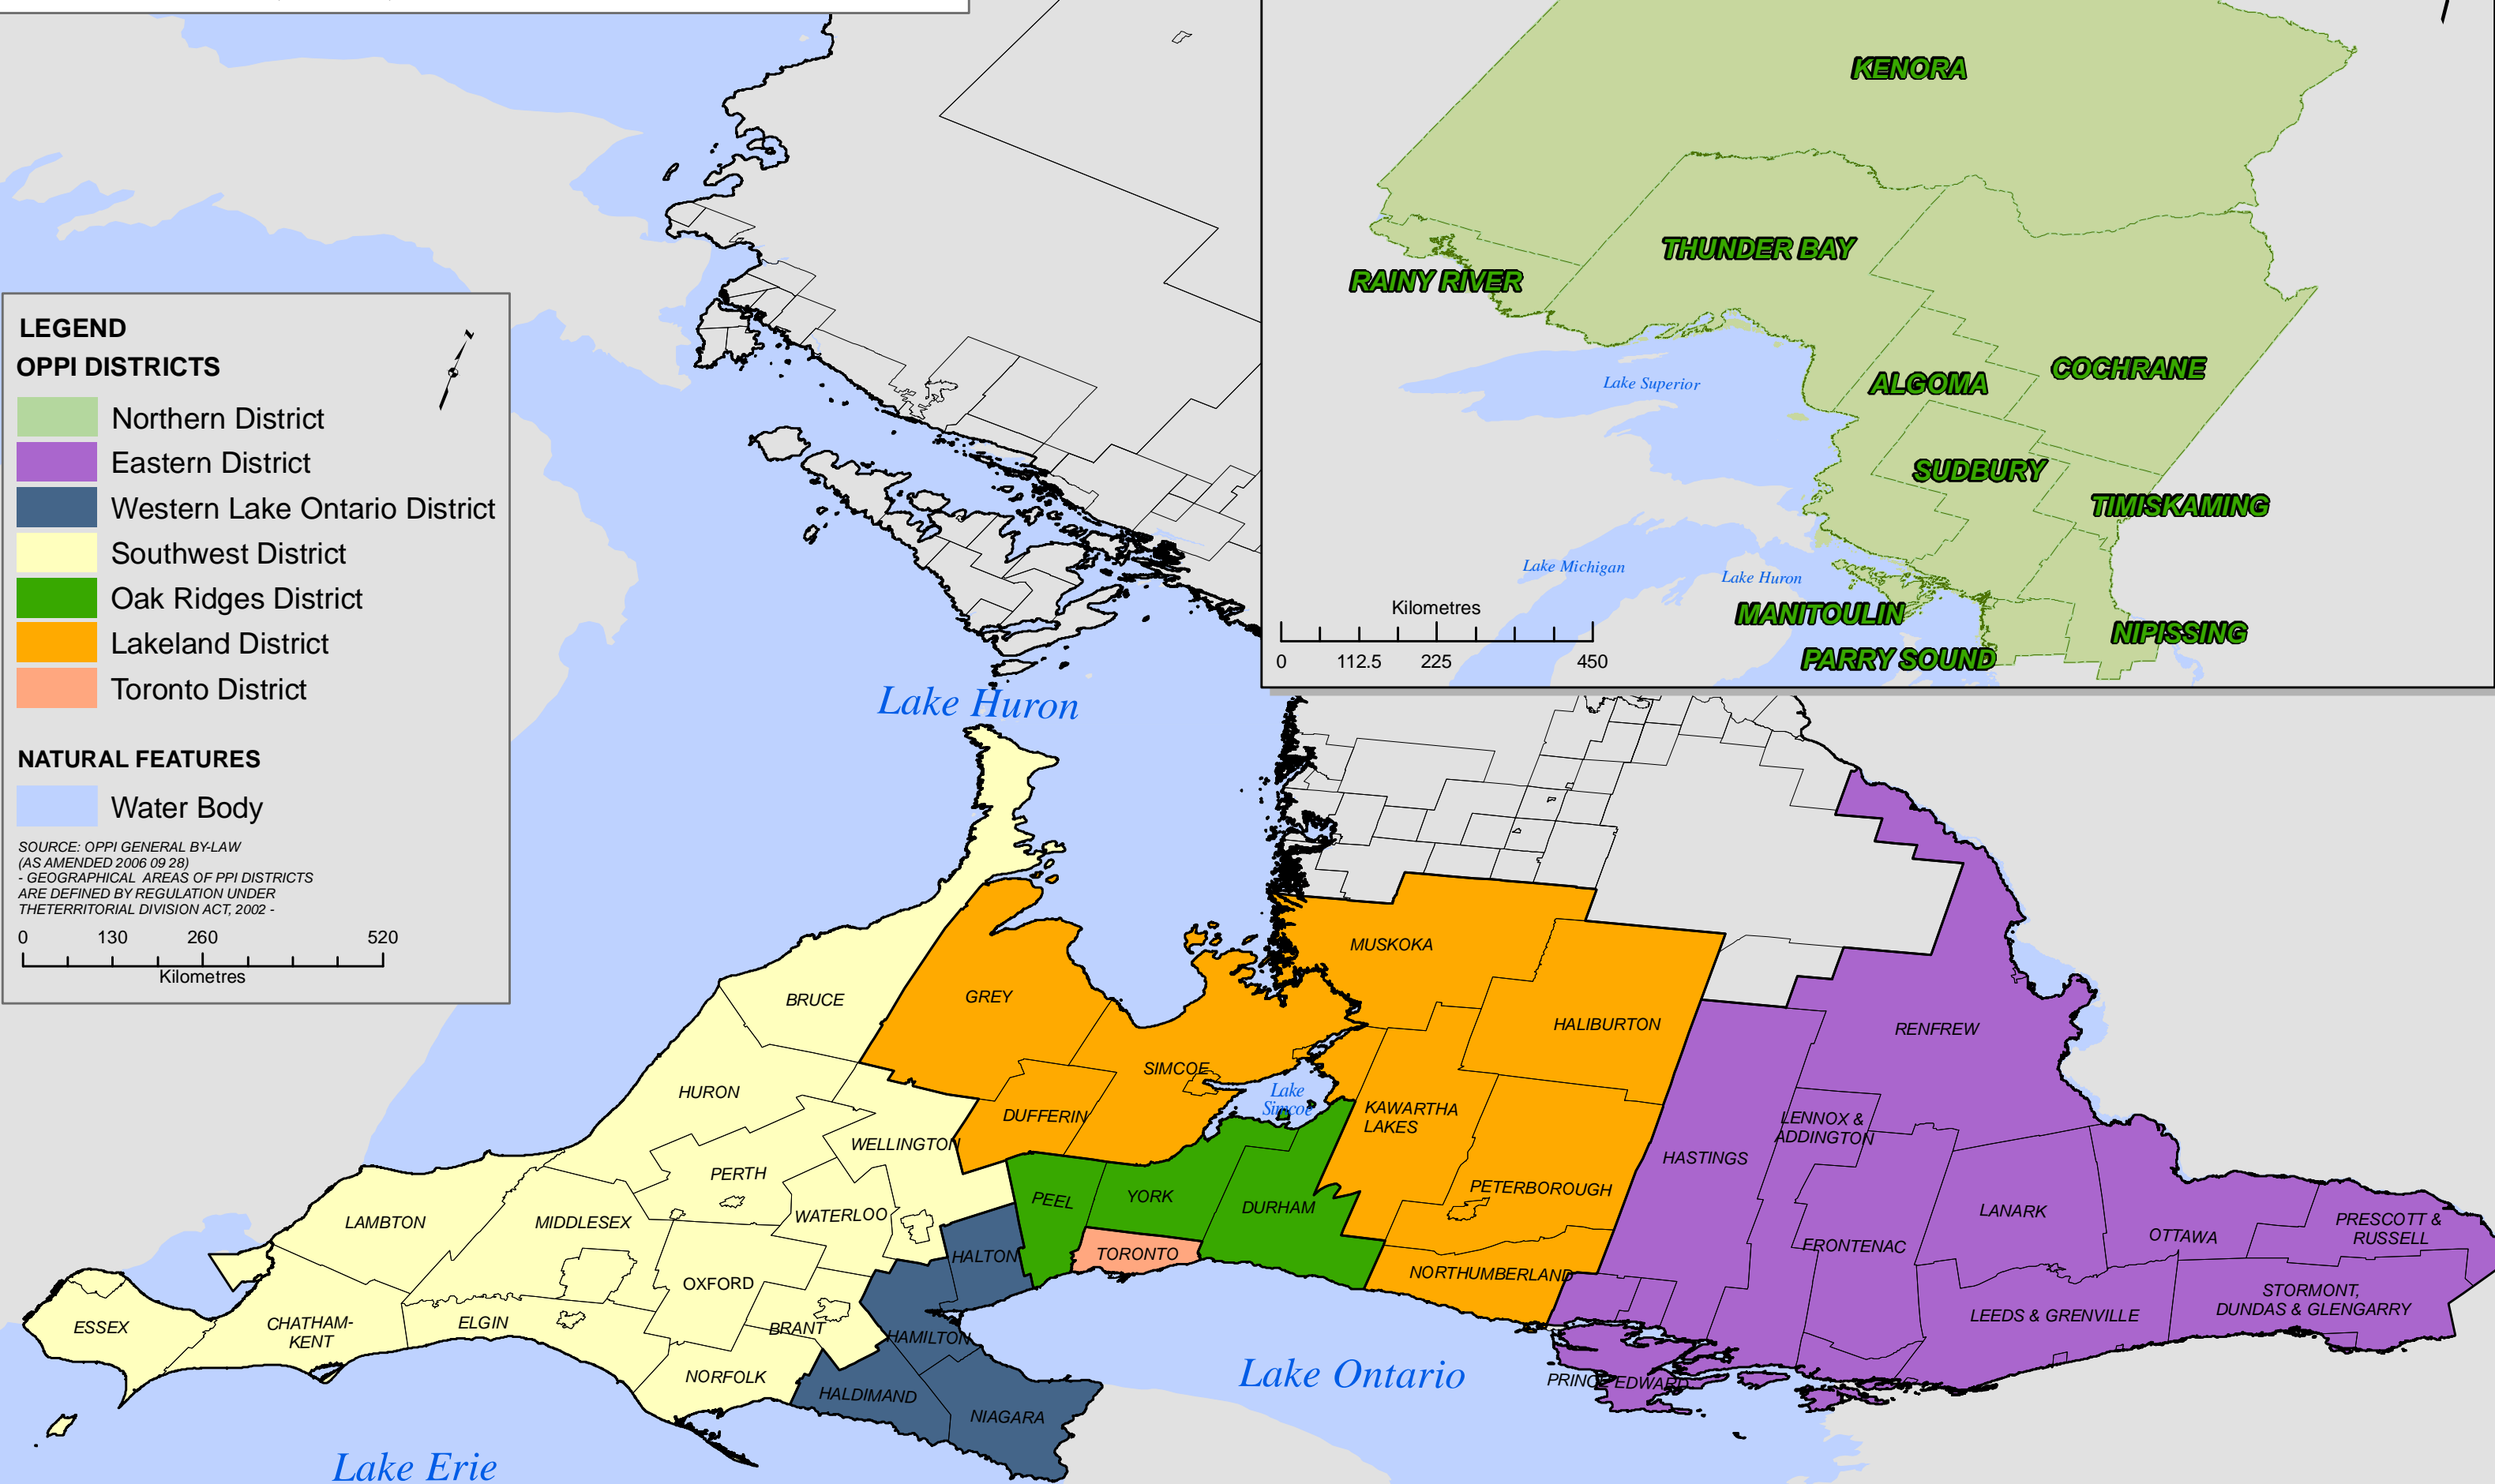 LEGEND
OPPI DISTRICTS
N
Northern District
Eastern District
Western Lake Ontario District
Southwest District
Oak Ridges District
Lakeland District
Toronto District
NATURAL FEATURES
Water Body
SOURCE: OPPI GENERAL BY-LAW
(AS AMENDED 2006 09 28)
- GEOGRAPHICAL AREAS OF PPI DISTRICTS
ARE DEFINED BY REGULATION UNDER
THETERRITORIAL DIVISION ACT, 2002 -
0 130 260 520
Kilometres
KENORA
THUNDER BAY
RAINY RIVER
Lake Superior
COCHRANE
ALGOMA
SUDBURY
TIMISKAMING
Lake Michigan
Lake Huron
MANITOULIN
NIPISSING
PARRY SOUND
Kilometres
0 112.5 225 450
Lake Huron
BRUCE
GREY
MUSKOKA
HALIBURTON
RENFREW
HURON
SIMCOE
Lake
Simcoe
DUFFERIN
KAWARTHA
LAKES
LENNOX &
ADDINGTON
WELLINGTON
HASTINGS
PERTH
PEEL
YORK
DURHAM
PETERBOROUGH
LAMBTON
MIDDLESEX
WATERLOO
LANARK
OTTAWA
PRESCOTT &
RUSSELL
HALTON
TORONTO
FRONTENAC
NORTHUMBERLAND
OXFORD
STORMONT,
DUNDAS & GLENGARRY
LEEDS & GRENVILLE
ESSEX
CHATHAM-
KENT
ELGIN
BRANT
HAMILTON
NORFOLK
HALDIMAND
NIAGARA
PRINCE EDWARD
Lake Ontario
Lake Erie